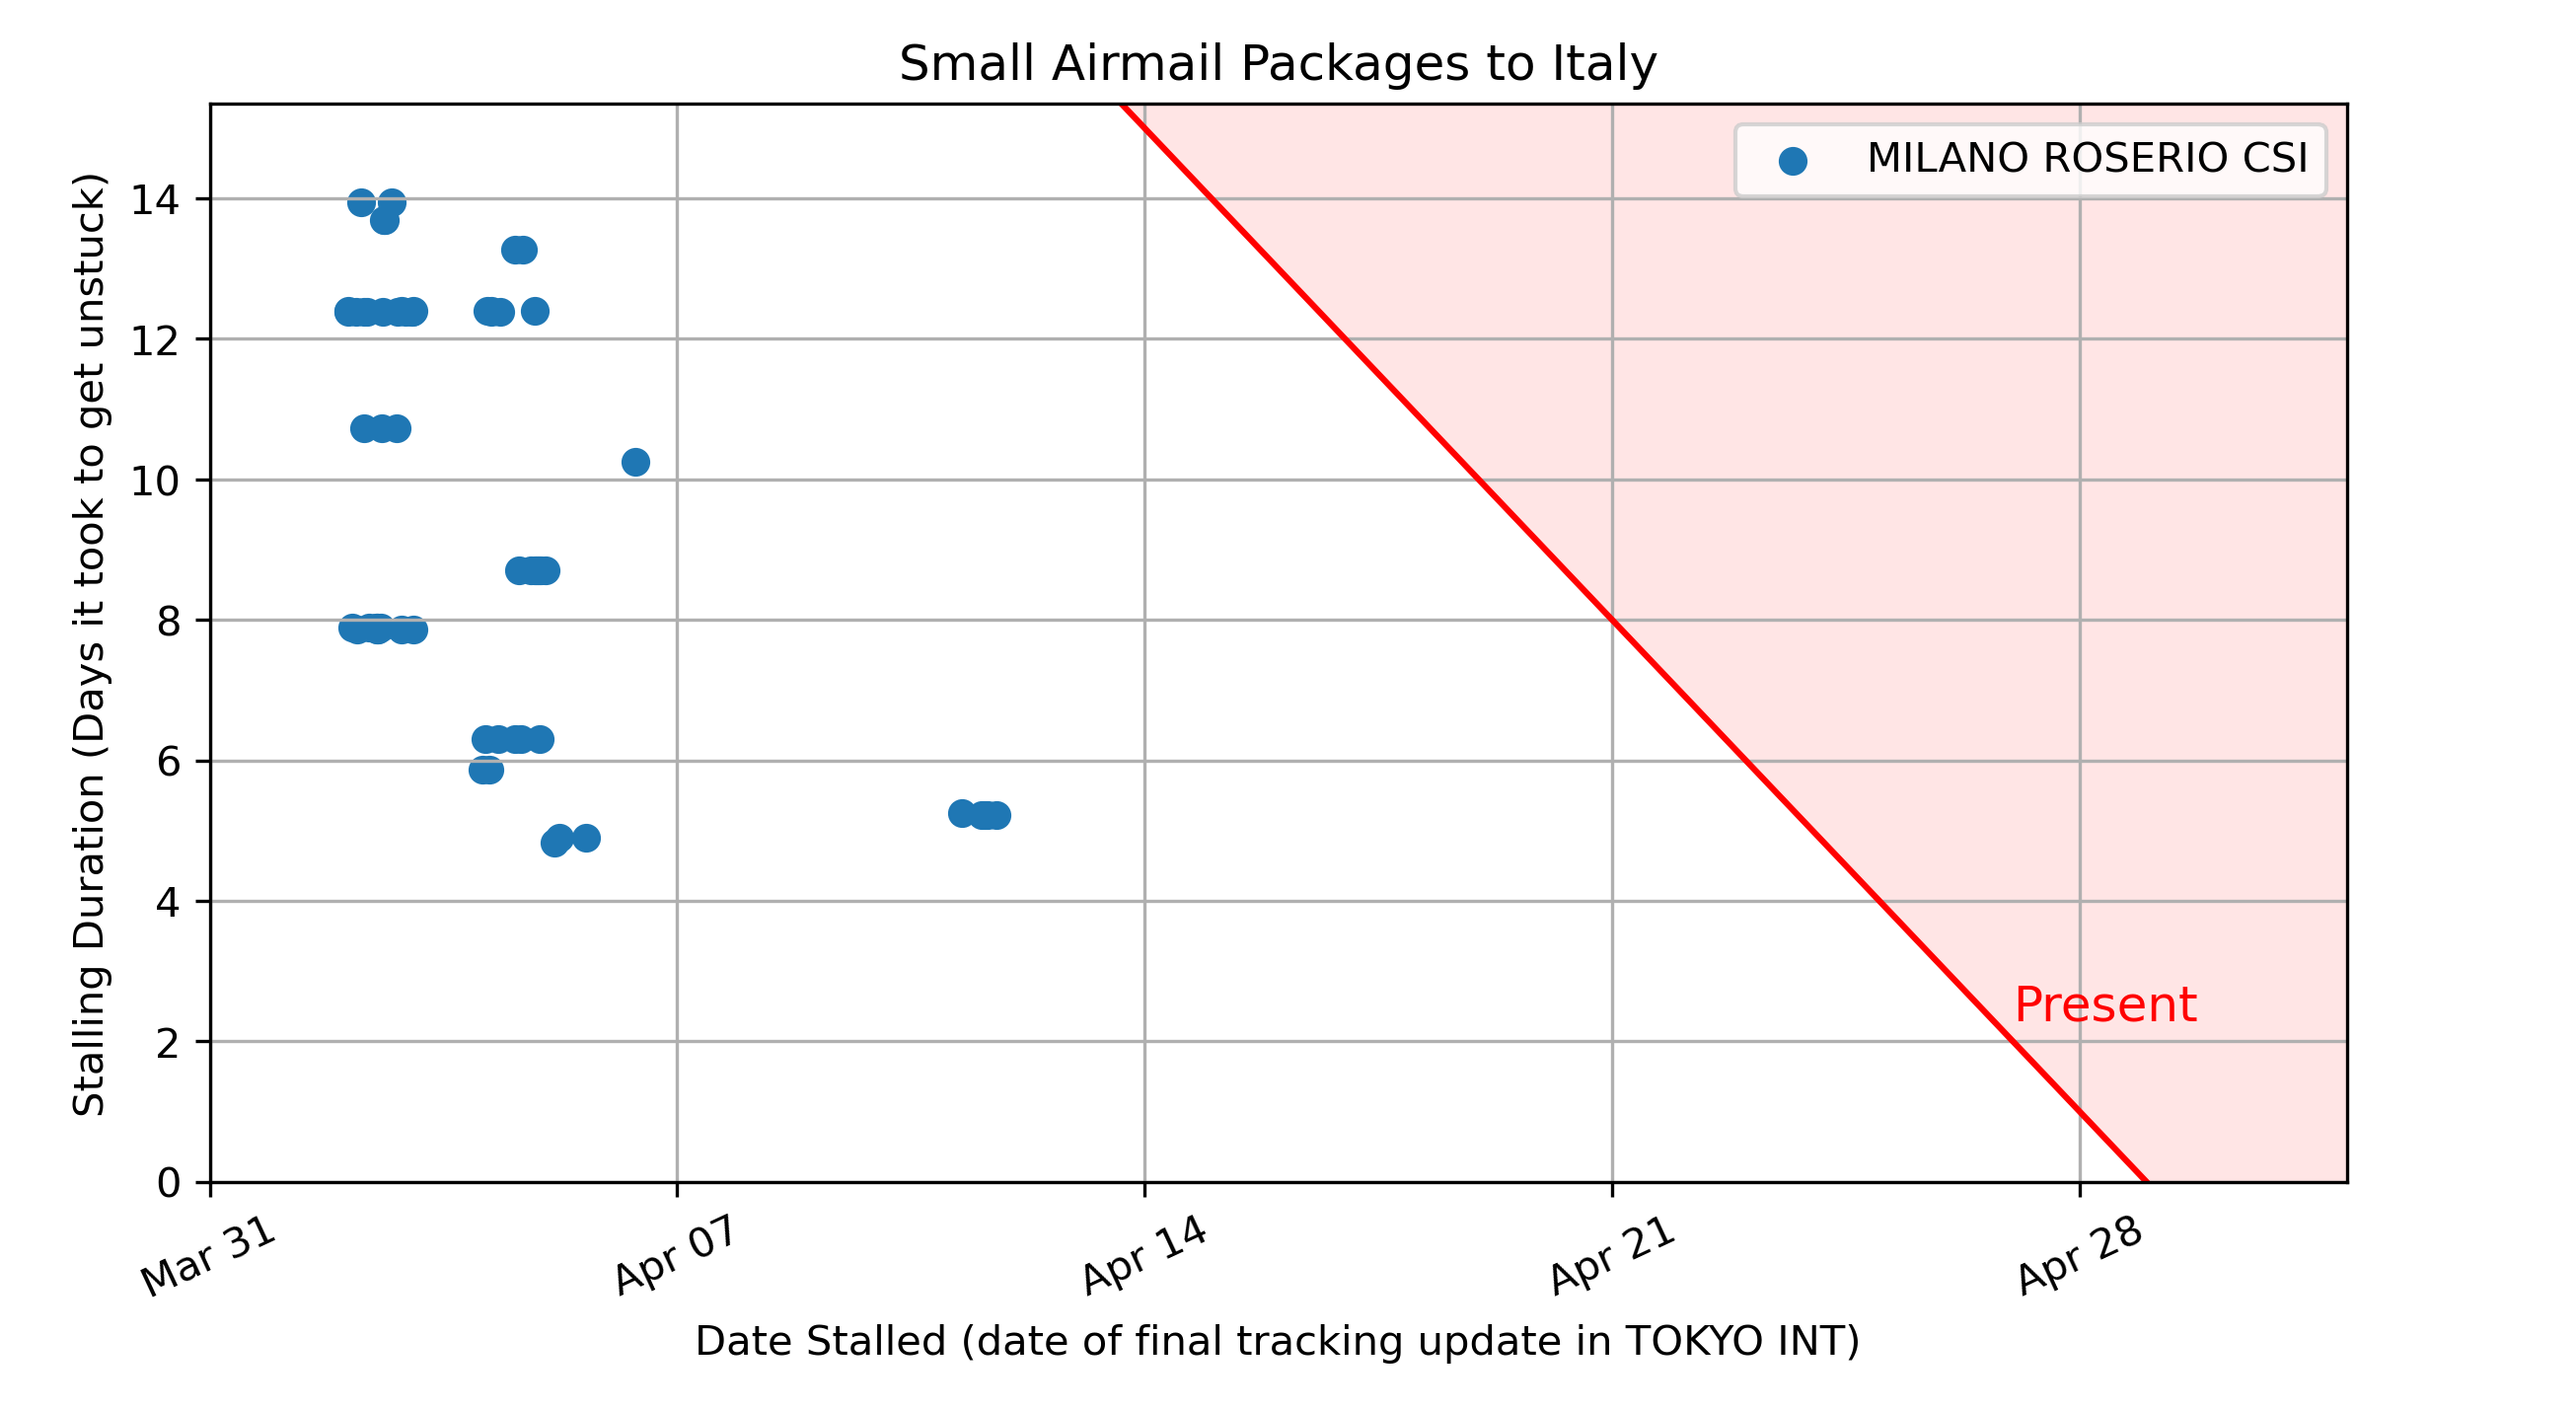 Small Airmail Packages to Italy
MILANO ROSERIO CSI
Stalling Duration (Days it took to get unstuck)
14
12
10
8
6
4
2
0
Present
Mar 31
Apr 07
Apr 14
Apr 21
Apr 28
Date Stalled (date of final tracking update in TOKYO INT)